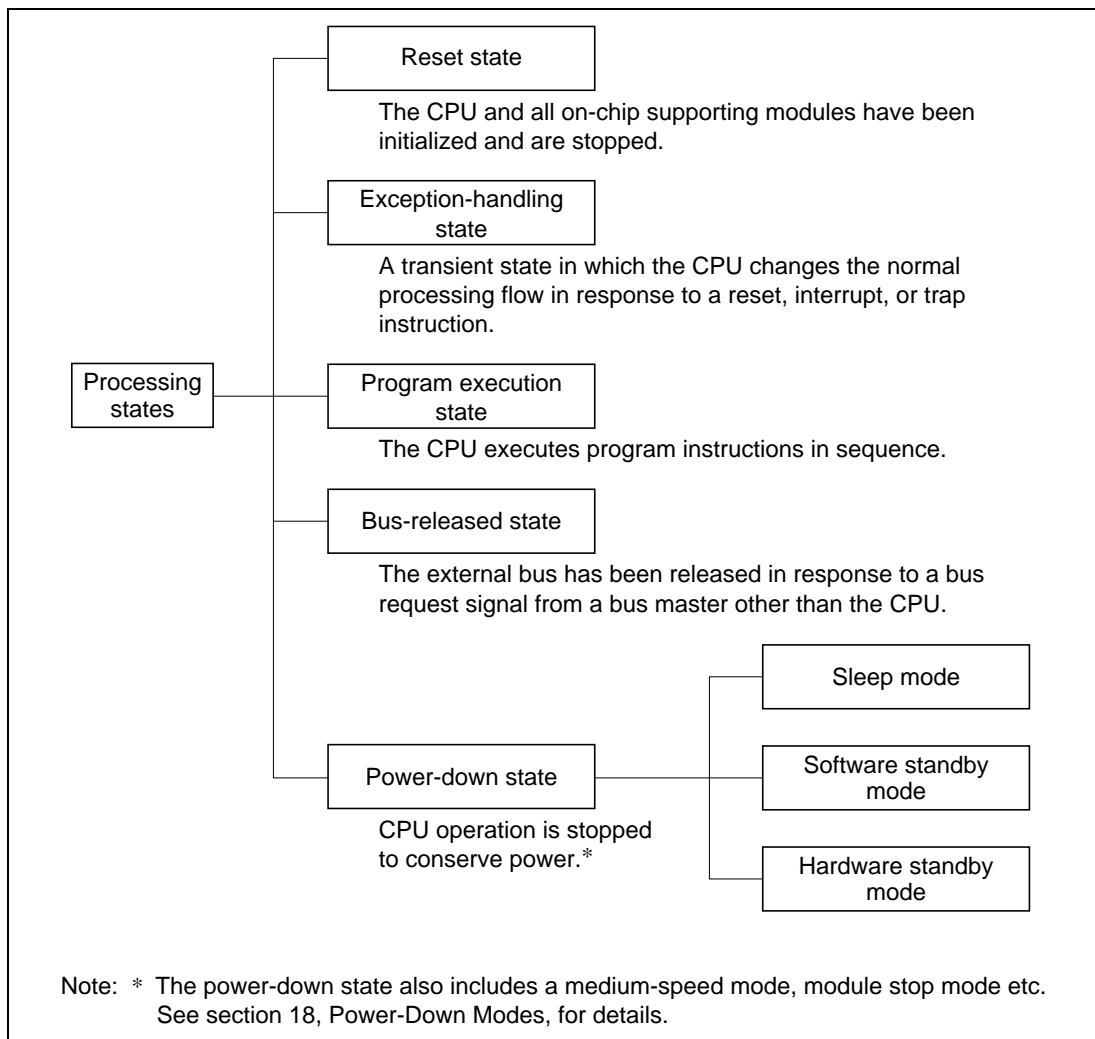 Reset state
The CPU and all on-chip supporting modules have been
initialized and are stopped.
Exception-handling
state
A transient state in which the CPU changes the normal
processing flow in response to a reset, interrupt, or trap
instruction.
Processing
states
Program execution
state
The CPU executes program instructions in sequence.
Bus-released state
The external bus has been released in response to a bus
request signal from a bus master other than the CPU.
Power-down state
CPU operation is stopped
to conserve power.*
Sleep mode
Software standby
mode
Hardware standby
mode
Note: * The power-down state also includes a medium-speed mode, module stop mode etc.
See section 18, Power-Down Modes, for details.